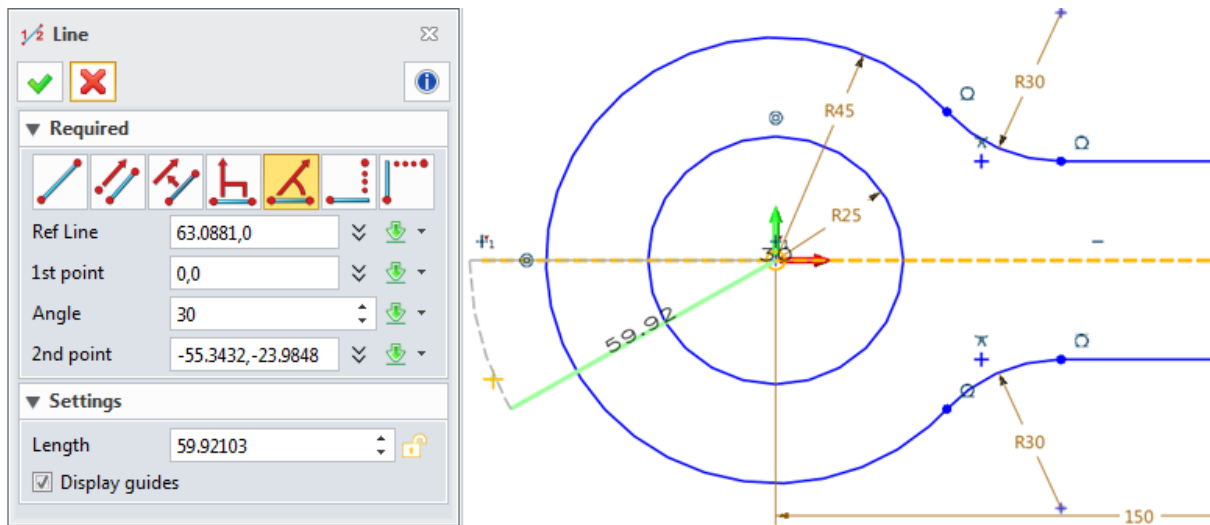 Line
Required
Ref Line 63.0881,0
1st point 0,0
Angle 30
2nd point -55.3432,-23.9848
Settings
Length 59.92103
Display guides
R45
R30
R25
30
59.92
R30
150